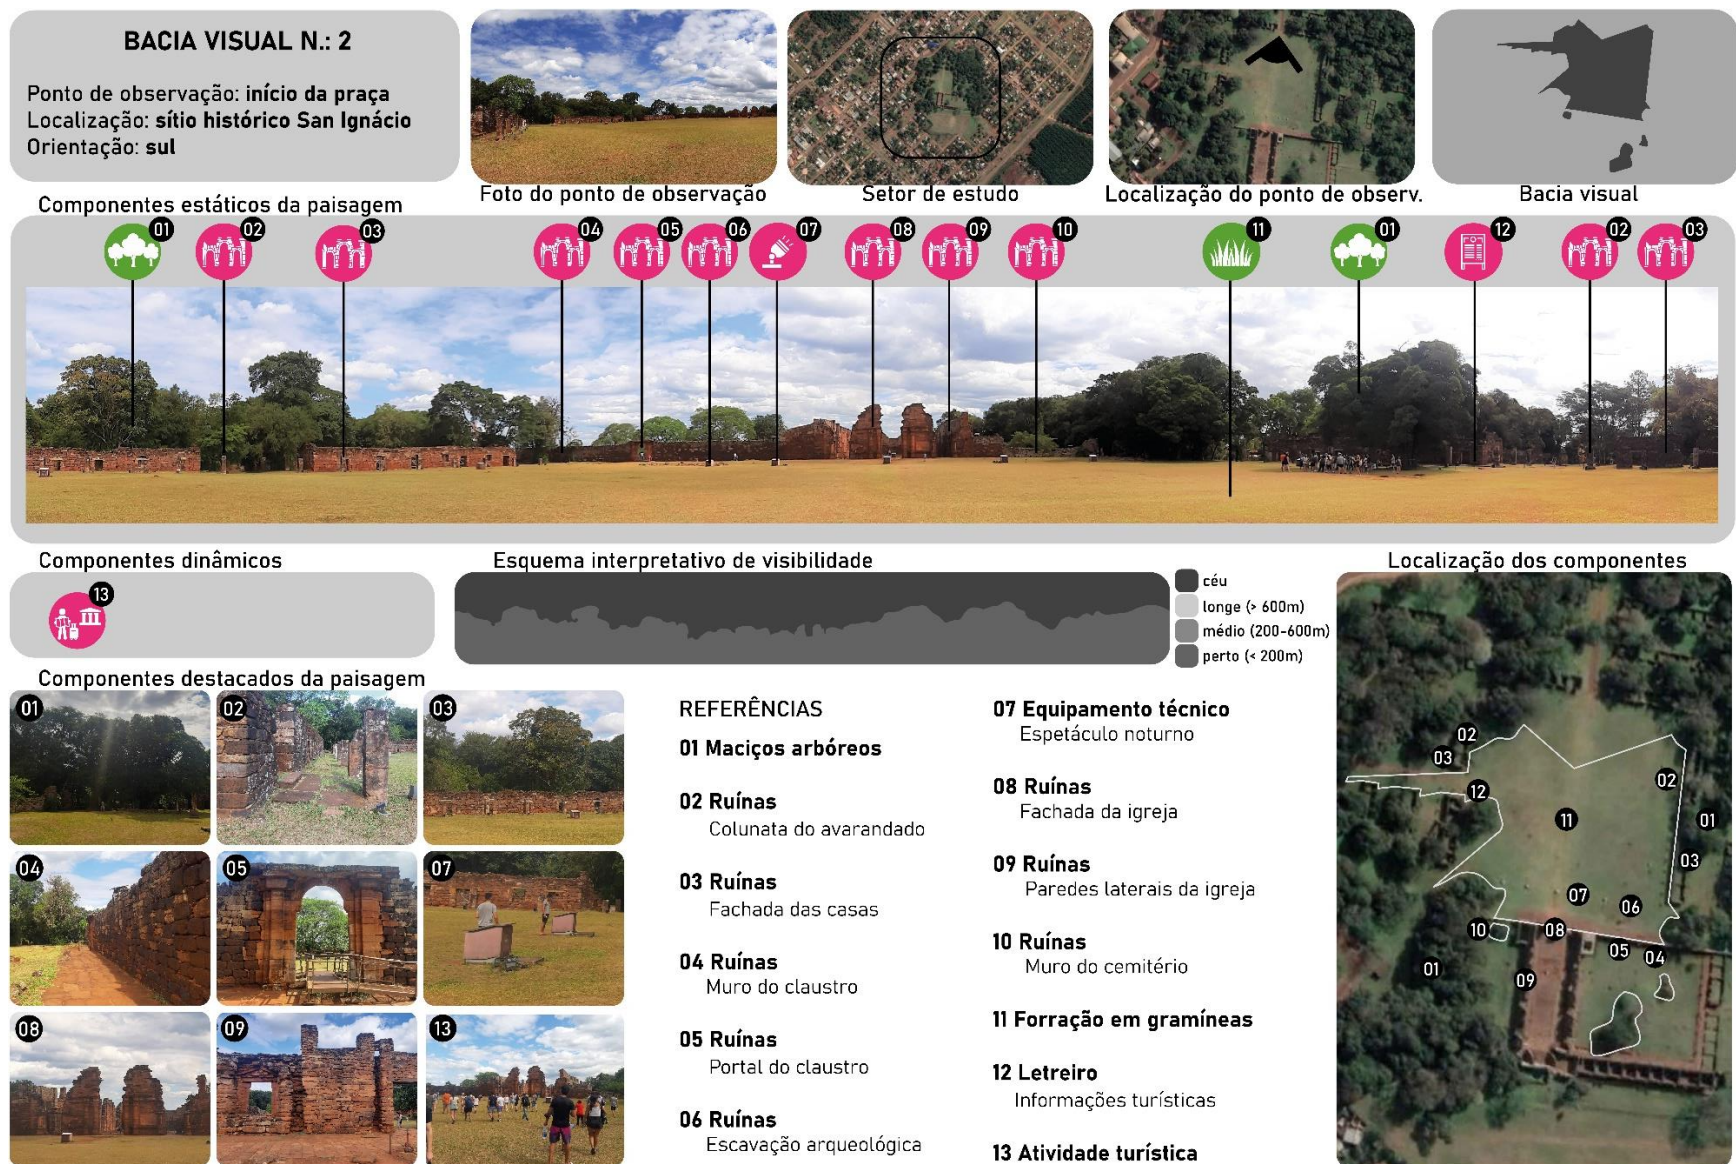 BACIA VISUAL N.: 2
Ponto de observação: início da praça
Localização: sítio histórico San Ignácio
Orientação: sul
Foto do ponto de observação
Setor de estudo
Localização do ponto de observ.
Bacia visual
Componentes estáticos da paisagem
01
02
03
04
05
06
07
08
09
10
11
01
12
02
03
Componentes dinâmicos
13
Esquema interpretativo de visibilidade
céu
longe (> 600m)
médio (200-600m)
perto (< 200m)
Localização dos componentes
02
03
12
11
02
01
03
07
06
10
08
05
04
01
09
Componentes destacados da paisagem
01
02
03
04
05
07
08
09
13
REFERÊNCIAS
01 Maciços arbóreos
02 Ruínas
Colunata do avarandado
03 Ruínas
Fachada das casas
04 Ruínas
Muro do claustro
05 Ruínas
Portal do claustro
06 Ruínas
Escavação arqueológica
07 Equipamento técnico
Espetáculo noturno
08 Ruínas
Fachada da igreja
09 Ruínas
Paredes laterais da igreja
10 Ruínas
Muro do cemitério
11 Forração em gramíneas
12 Letreiro
Informações turísticas
13 Atividade turística